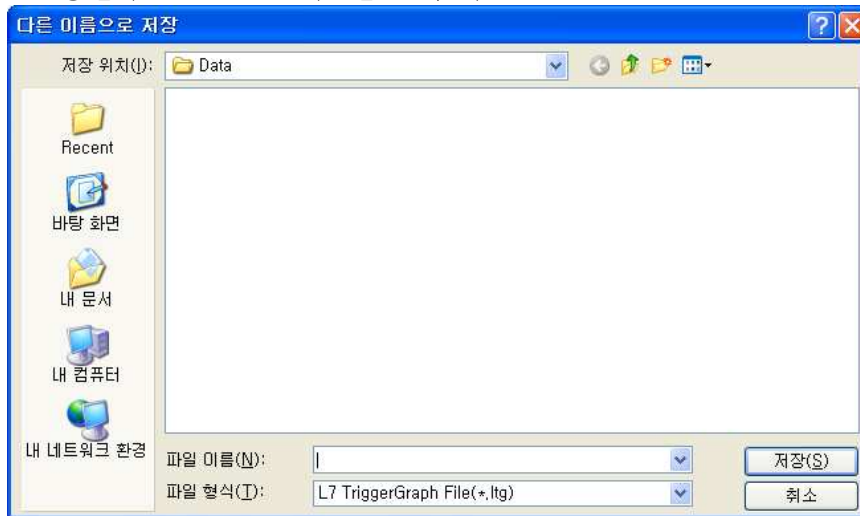 다른 이름으로 저장
저장 위치(I): Data
Recent
바탕 화면
내 문서
내 컴퓨터
내 네트워크 환경
파일 이름(N): 저장(S)
파일 형식(T): L7 TriggerGraph File(*.ltg) 취소